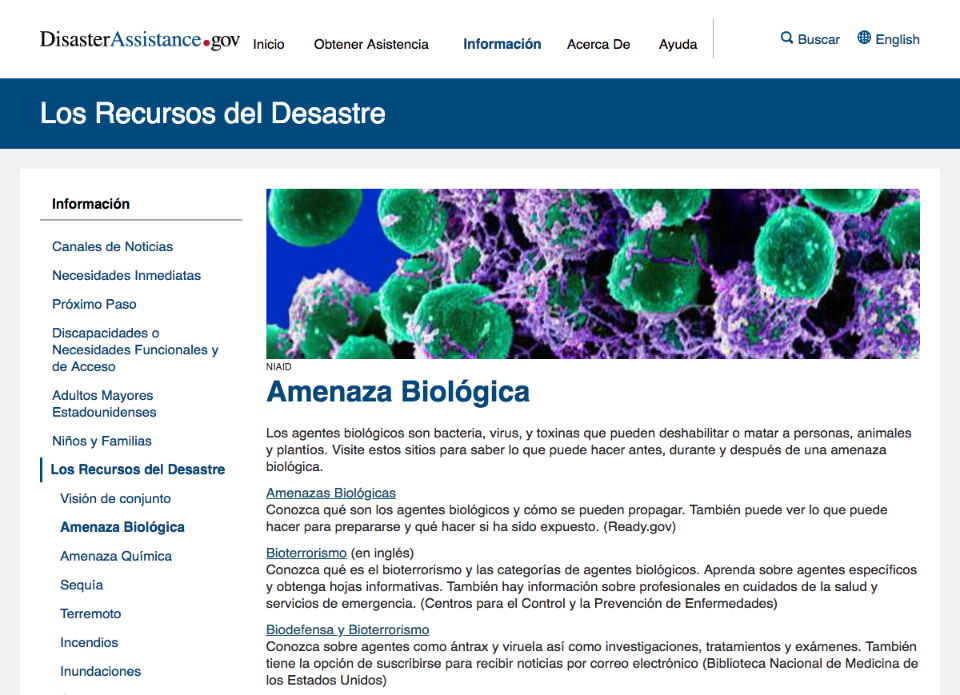 DisasterAssistance.gov
Inicio
Obtener Asistencia
Información
Acerca De
Ayuda
Buscar
English
Los Recursos del Desastre
Información
Canales de Noticias
Necesidades Inmediatas
Próximo Paso
Discapacidades o
Necesidades Funcionales y
de Acceso
Adultos Mayores
Estadounidenses
Niños y Familias
Los Recursos del Desastre
Visión de conjunto
Amenaza Biológica
Amenaza Química
Sequía
Terremoto
Incendios
Inundaciones
NIAID
Amenaza Biológica
Los agentes biológicos son bacteria, virus, y toxinas que pueden deshabilitar o matar a personas, animales
y plantíos. Visite estos sitios para saber lo que puede hacer antes, durante y después de una amenaza
biológica.
Amenazas Biológicas
Conozca qué son los agentes biológicos y cómo se pueden propagar. También puede ver lo que puede
hacer para prepararse y qué hacer si ha sido expuesto. (Ready.gov)
Bioterrorismo (en inglés)
Conozca qué es el bioterrorismo y las categorías de agentes biológicos. Aprenda sobre agentes específicos
y obtenga hojas informativas. También hay información sobre profesionales en cuidados de la salud y
servicios de emergencia. (Centros para el Control y la Prevención de Enfermedades)
Biodefensa y Bioterrorismo
Conozca sobre agentes como ántrax y viruela así como investigaciones, tratamientos y exámenes. También
tiene la opción de suscribirse para recibir noticias por correo electrónico (Biblioteca Nacional de Medicina de
los Estados Unidos)